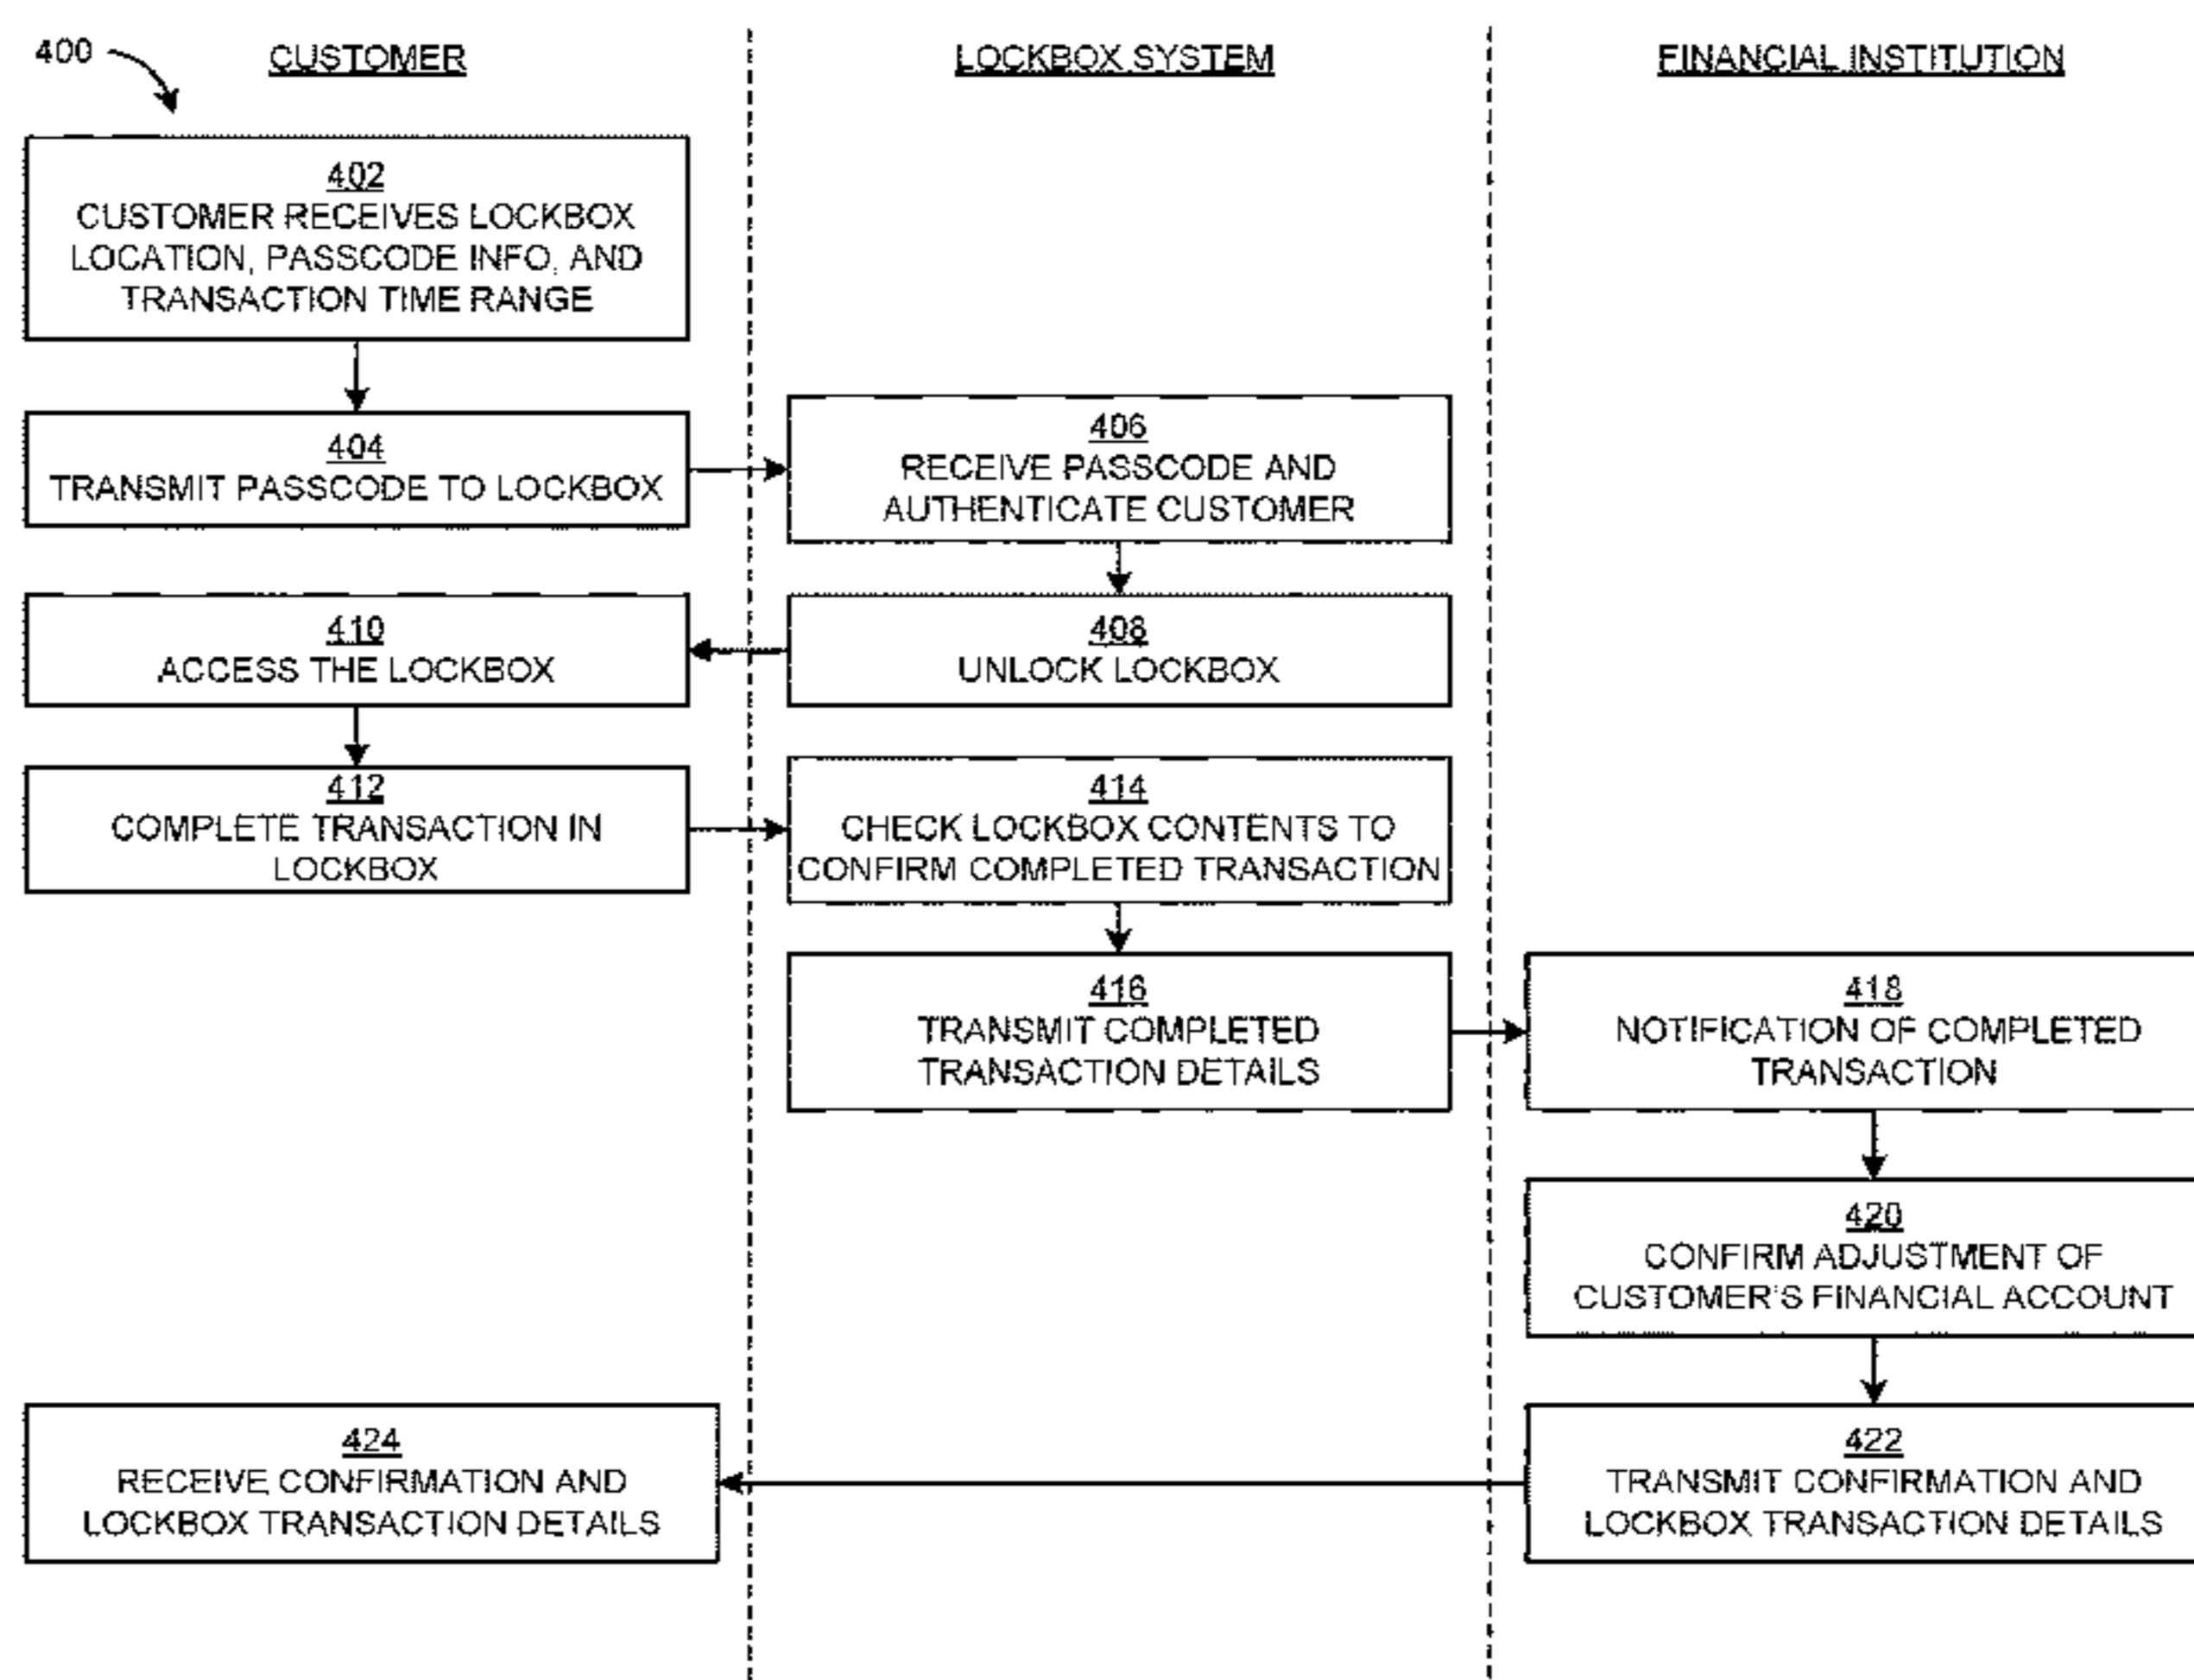 400
CUSTOMER
LOCKBOX SYSTEM
FINANCIAL INSTITUTION
402
CUSTOMER RECEIVES LOCKBOX
LOCATION, PASSCODE INFO, AND
TRANSACTION TIME RANGE
404
TRANSMIT PASSCODE TO LOCKBOX
406
RECEIVE PASSCODE AND
AUTHENTICATE CUSTOMER
408
UNLOCK LOCKBOX
410
ACCESS THE LOCKBOX
412
COMPLETE TRANSACTION IN
LOCKBOX
414
CHECK LOCKBOX CONTENTS TO
CONFIRM COMPLETED TRANSACTION
416
TRANSMIT COMPLETED
TRANSACTION DETAILS
418
NOTIFICATION OF COMPLETED
TRANSACTION
420
CONFIRM ADJUSTMENT OF
CUSTOMER'S FINANCIAL ACCOUNT
422
TRANSMIT CONFIRMATION AND
LOCKBOX TRANSACTION DETAILS
424
RECEIVE CONFIRMATION AND
LOCKBOX TRANSACTION DETAILS